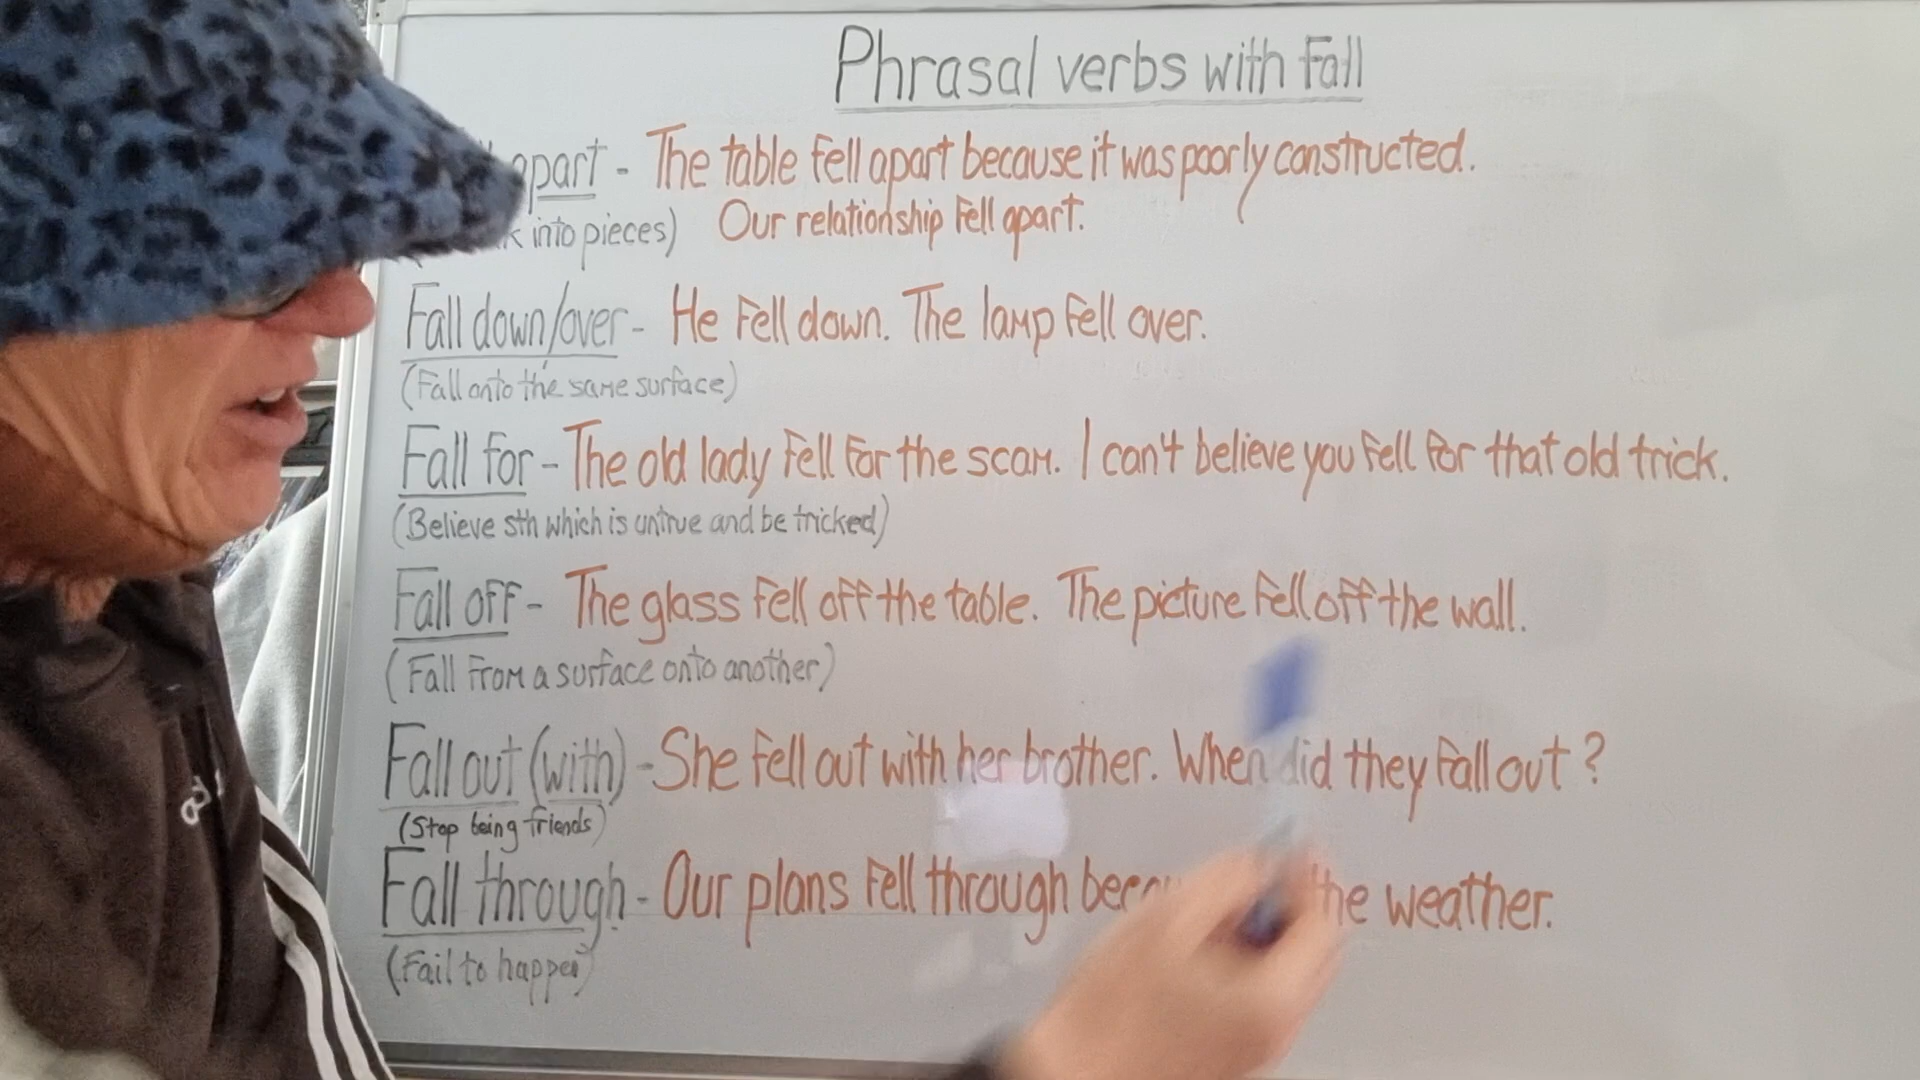 Phrasal verbs with Fall
apart - The table fell apart because it was poorly constructed.
into pieces) Our relationship fell apart.
Fall down/over - He fell down. The lamp fell over.
(Fall onto the same surface)
Fall for - The old lady fell for the scam. I can't believe you fell for that old trick.
(Believe sth which is untrue and be tricked)
Fall off - The glass fell off the table. The picture fell off the wall.
(Fall from a surface onto another)
Fall out (with) - She fell out with her brother. When did they fall out?
(Stop being friends)
Fall through - Our plans fell through the weather.
(Fail to happen)